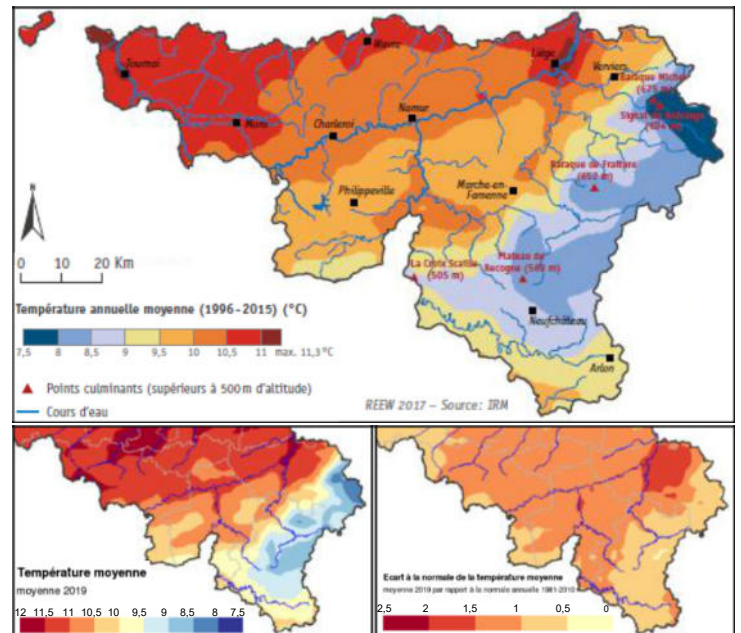 Tournai
Wavre
Liège
Verviers
Baraque Michel
(675 m)
Signal de Botrange
(694 m)
Mons
Charleroi
Namur
Baraque de Fraiture
(652 m)
Philippeville
Marche-en-
Famenne
N
0 10 20 Km
La Croix Scaille
(505 m)
Plateau de
Recogne (569 m)
Température annuelle moyenne (1996-2015) (°C)
Neufchâteau
7,5 8 8,5 9 9,5 10 10,5 11 max. 11,3°C
Arlon
Points culminants (supérieurs à 500 m d'altitude)
Cours d'eau
REEW 2017 – Source: IRM
Température moyenne
moyenne 2019
12 11,5 11 10,5 10 9,5 9 8,5 8 7,5
Ecart à la normale de la température moyenne
moyenne 2019 par rapport à la normale annuelle 1981-2010
2,5 2 1,5 1 0,5 0